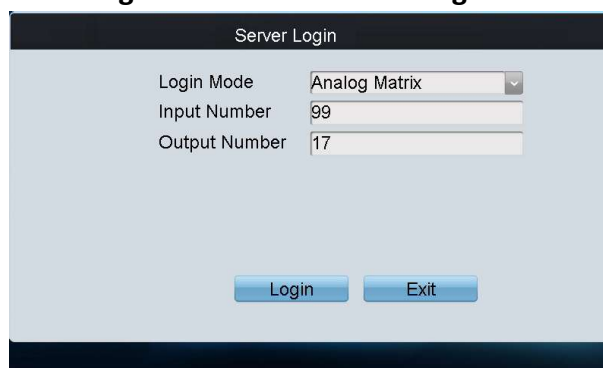 Server Login
Login Mode Analog Matrix
Input Number 99
Output Number 17
Login Exit